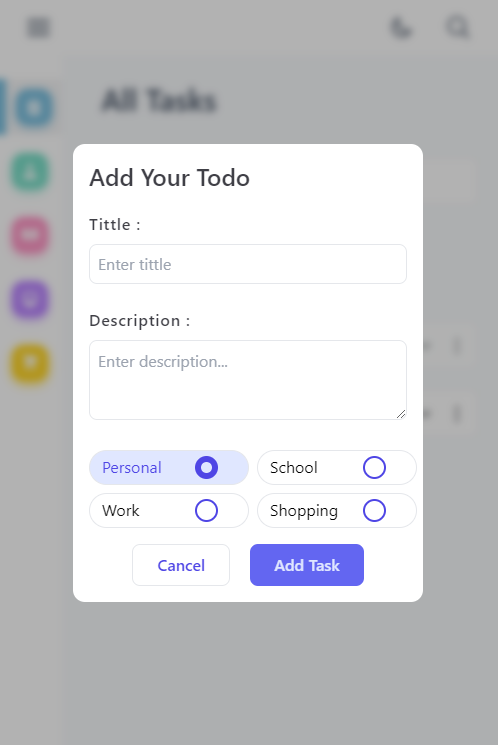 All Tasks
Add Your Todo
Tittle :
Enter tittle
Description :
Enter description...
Personal
School
Work
Shopping
Cancel
Add Task